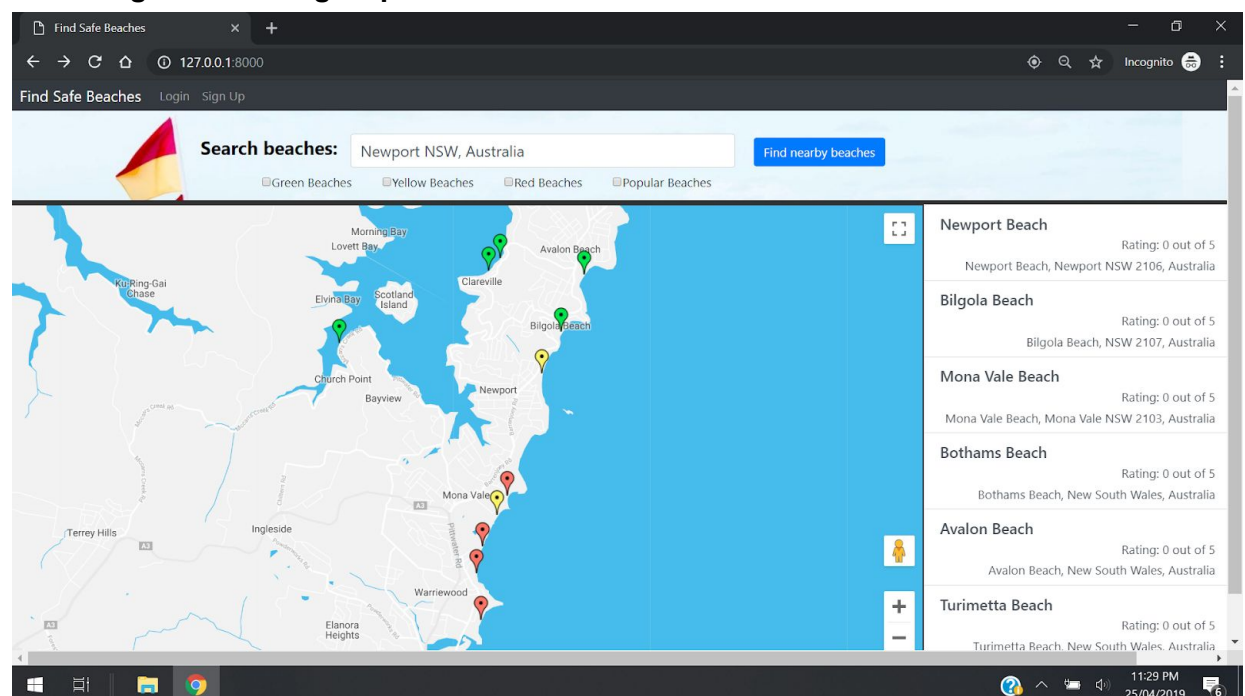 Find Safe Beaches
127.0.0.1:8000
Incognito
Find Safe Beaches Login Sign Up
Search beaches: Newport NSW, Australia Find nearby beaches
Green Beaches Yellow Beaches Red Beaches Popular Beaches
Morning Bay
Lovett Bay
Avalon Beach
Ku-Ring-Gai
Chase
Clareville
Elvina Bay
Scotland
Island
Bilgola Beach
Church Point
Bayview
Newport
Mona Vale
A3
Pittwater Rd
Terrey Hills
A3
Ingleside
Warriewood
A3
Elanora
Heights
Newport Beach
Rating: 0 out of 5
Newport Beach, Newport NSW 2106, Australia
Bilgola Beach
Rating: 0 out of 5
Bilgola Beach, NSW 2107, Australia
Mona Vale Beach
Rating: 0 out of 5
Mona Vale Beach, Mona Vale NSW 2103, Australia
Bothams Beach
Rating: 0 out of 5
Bothams Beach, New South Wales, Australia
Avalon Beach
Rating: 0 out of 5
Avalon Beach, New South Wales, Australia
Turimetta Beach
Rating: 0 out of 5
Turimetta Beach, New South Wales, Australia
11:29 PM
25/04/2019
6